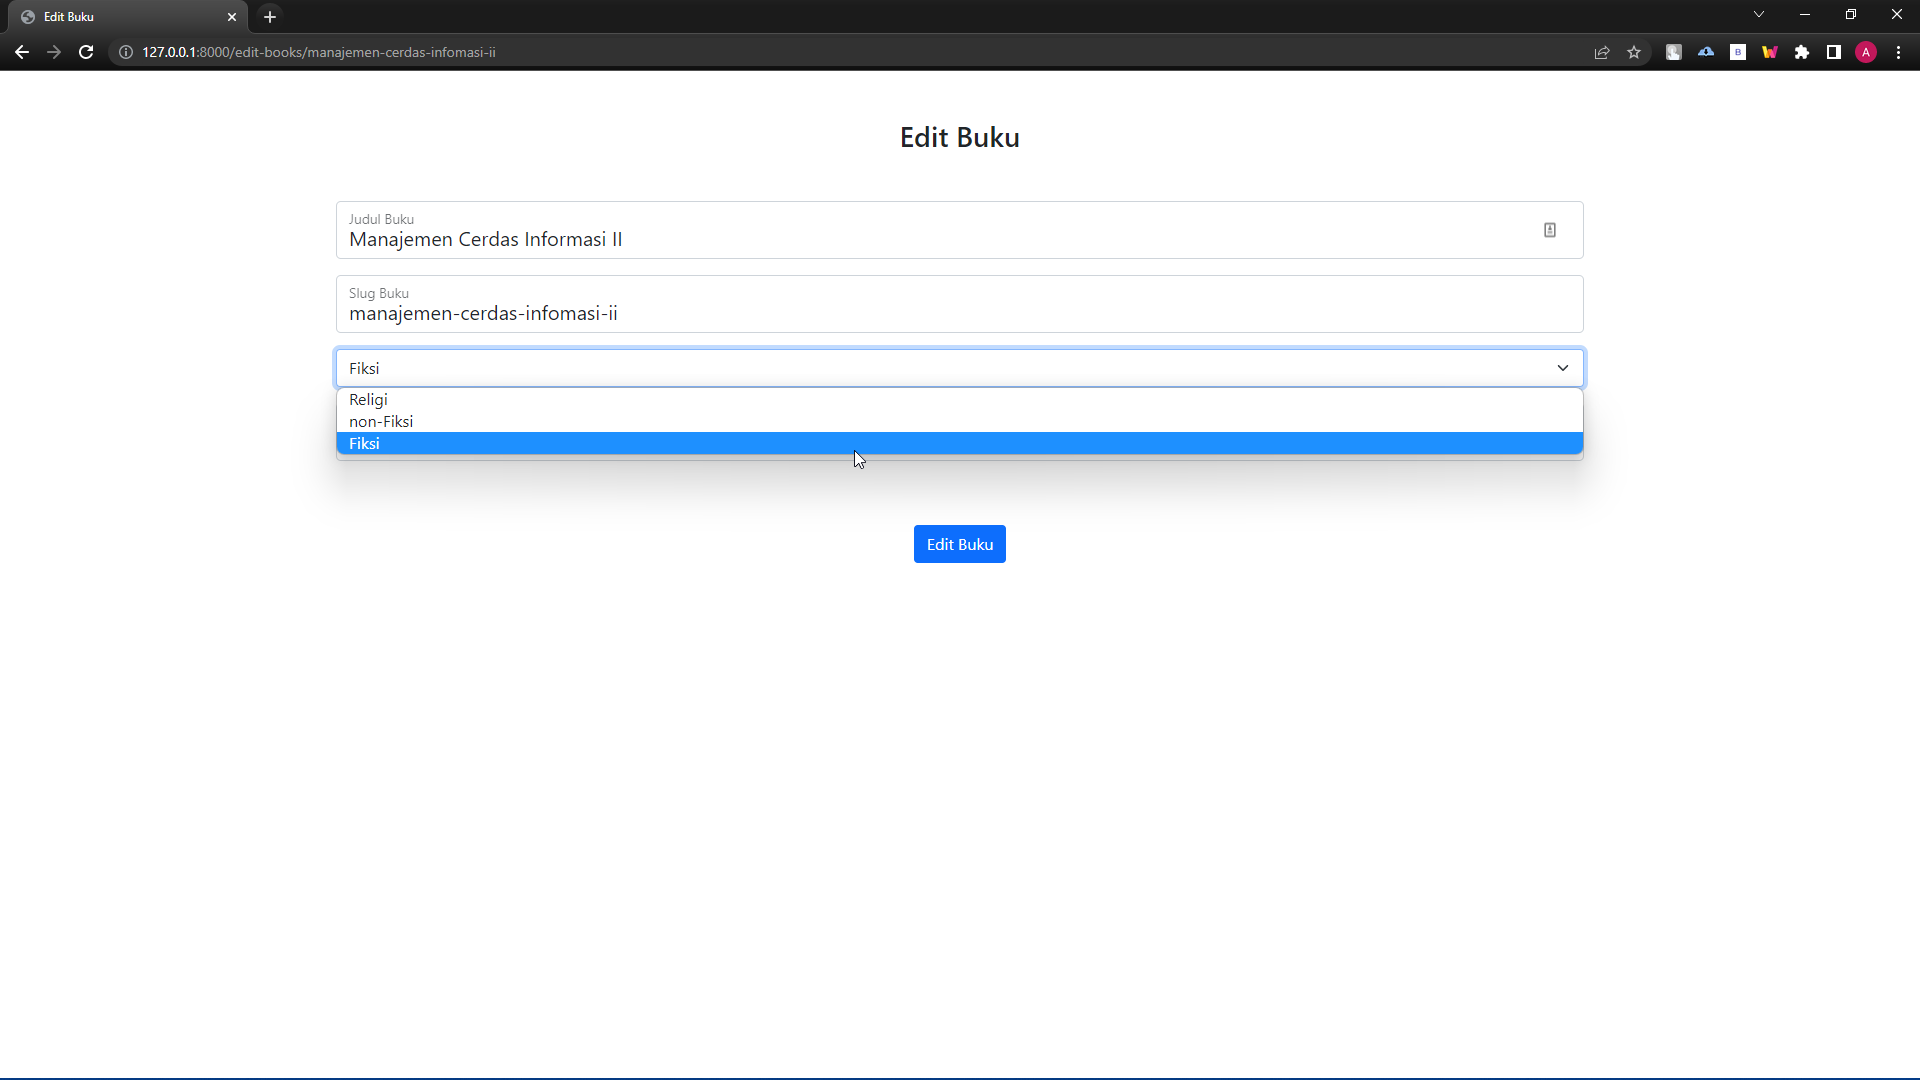 Edit Buku
127.0.0.1:8000/edit-books/manajemen-cerdas-infomasi-ii
A
Edit Buku
Judul Buku
Manajemen Cerdas Informasi II
Slug Buku
manajemen-cerdas-infomasi-ii
Fiksi
Religi
non-Fiksi
Fiksi
Edit Buku